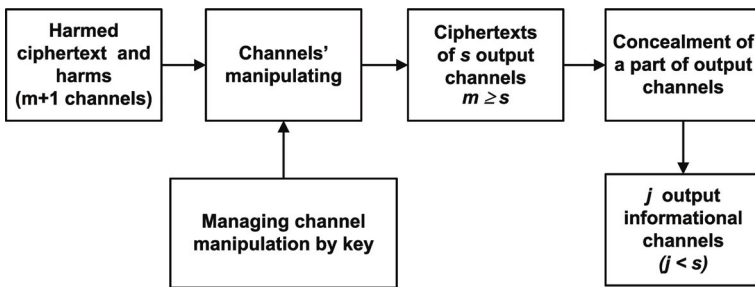 Harmed
ciphertext and
harms
(m+1 channels)
Channels’
manipulating
Ciphertexts
of s output
channels
m ≥ s
Concealment of
a part of output
channels
Managing channel
manipulation by key
j output
informational
channels
(j < s)